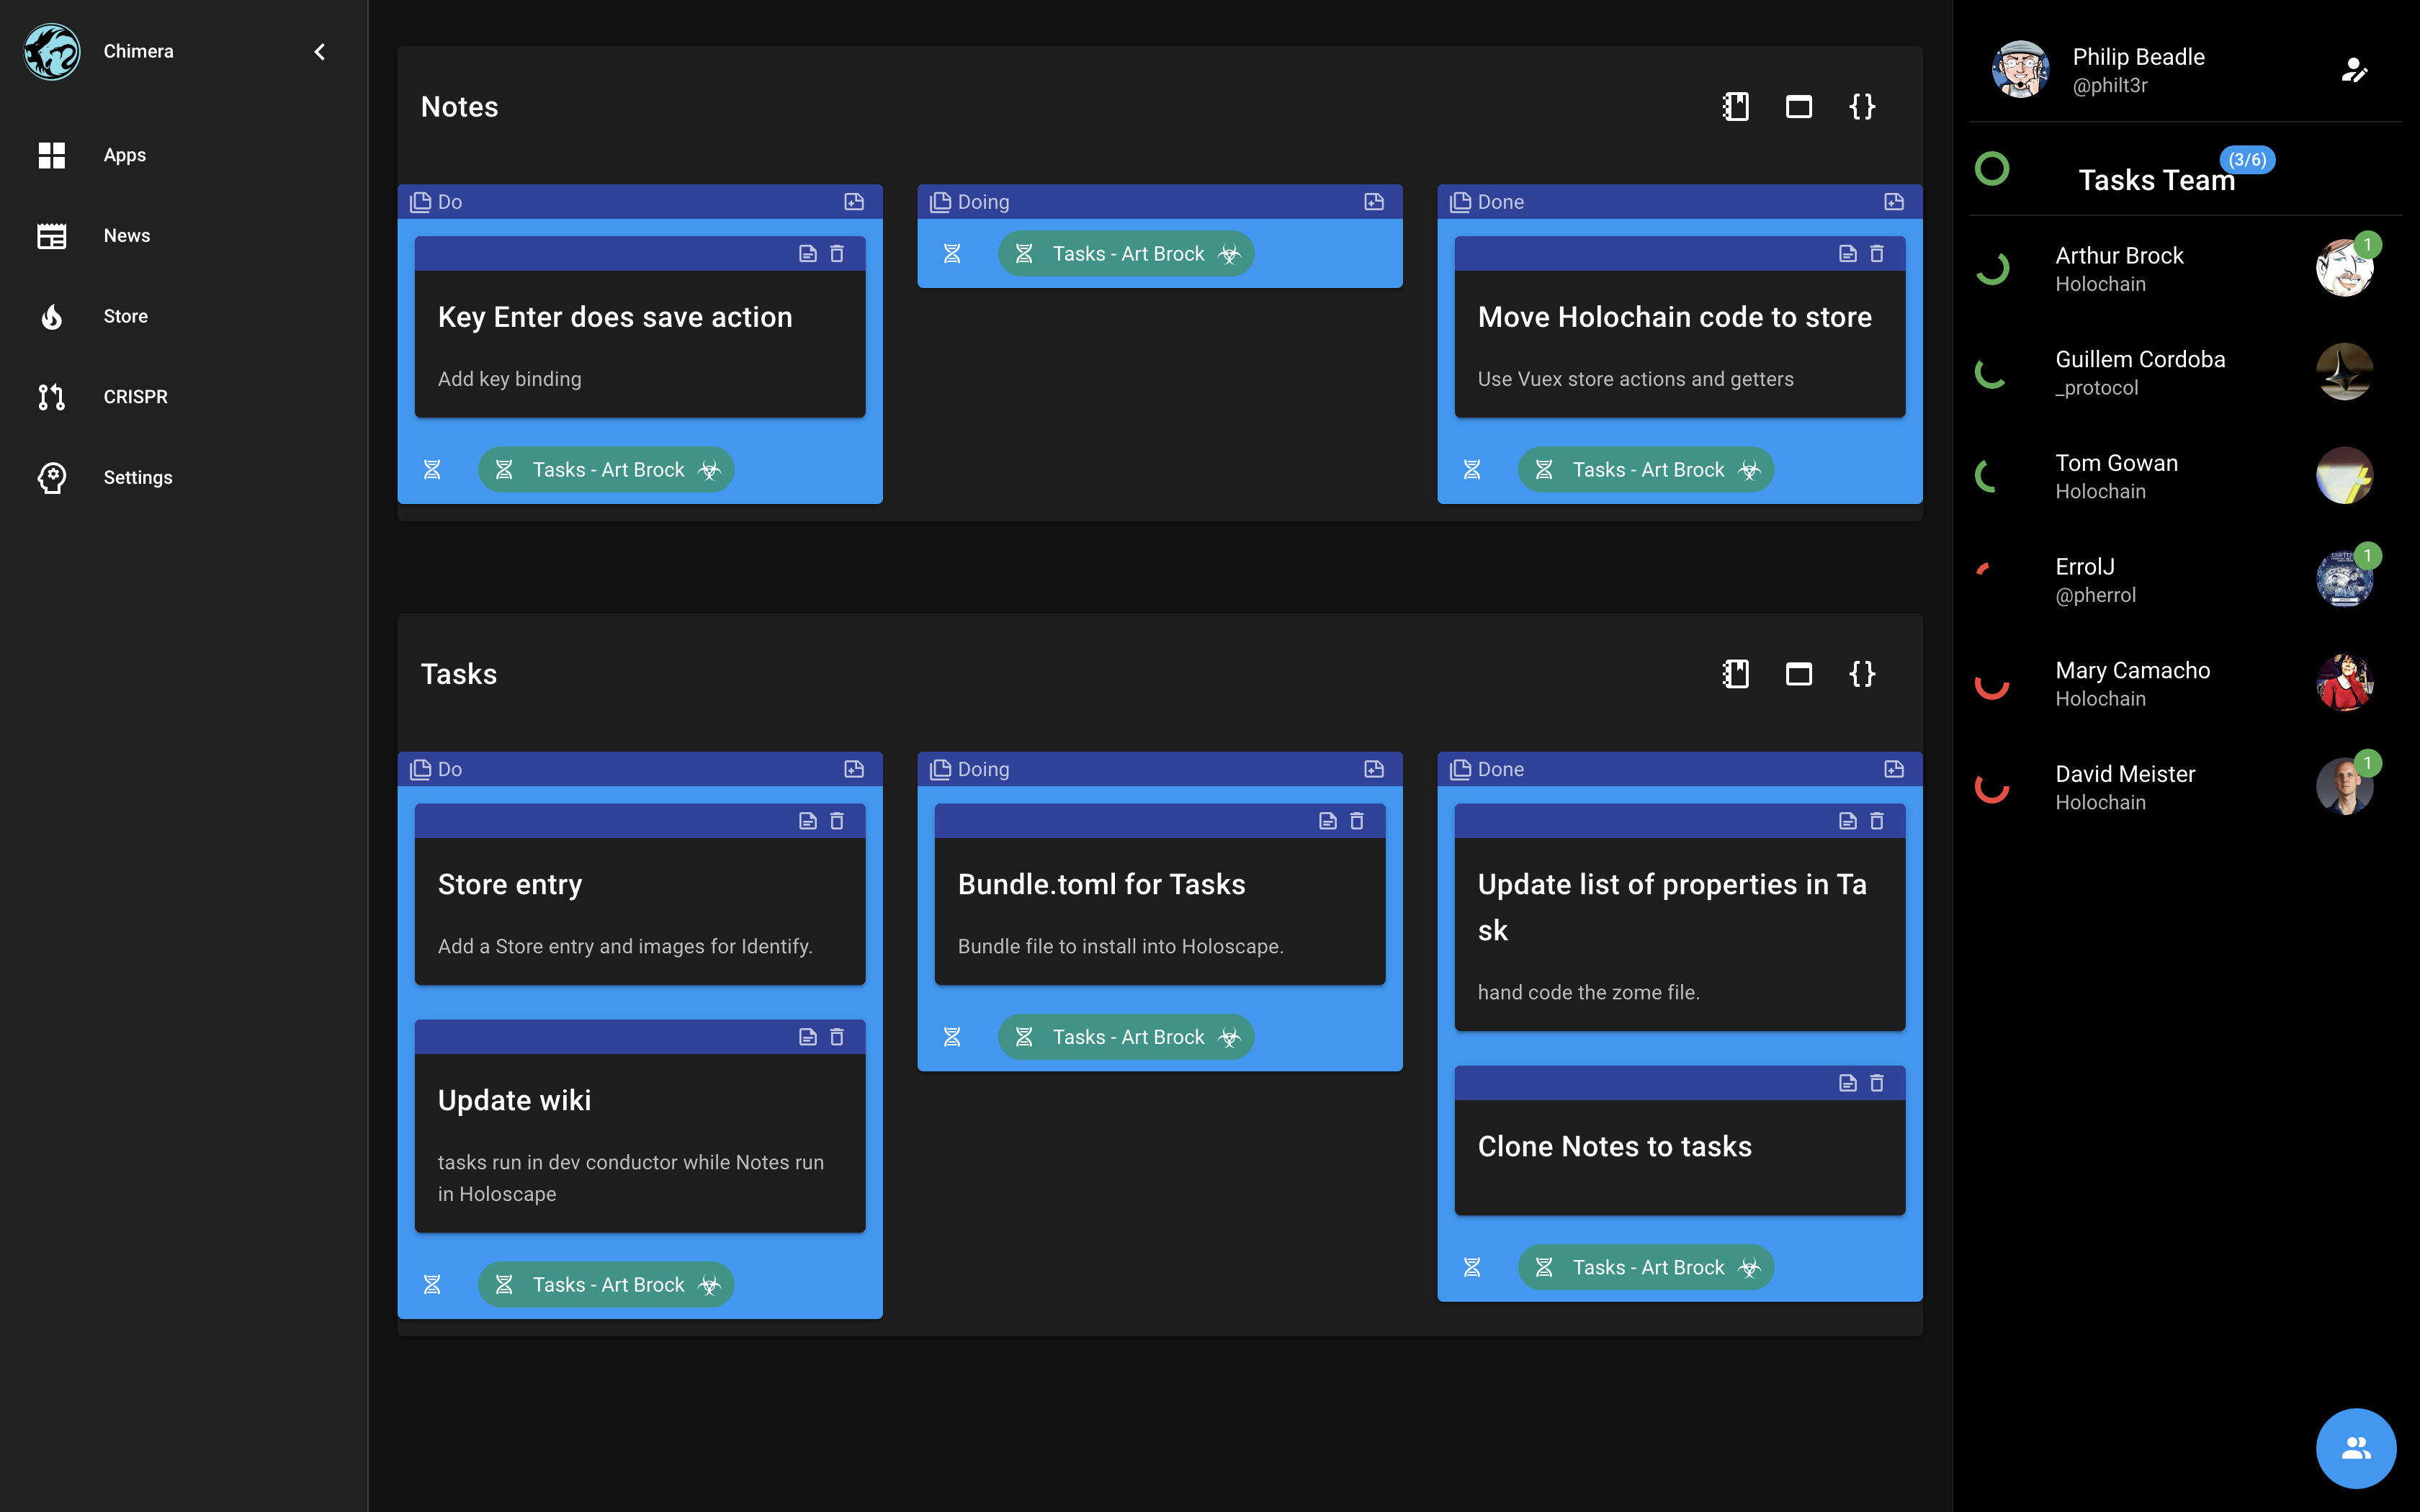 Chimera
Apps
News
Store
CRISPR
Settings
Notes
Do
Key Enter does save action
Add key binding
Tasks - Art Brock
Doing
Tasks - Art Brock
Done
Move Holochain code to store
Use Vuex store actions and getters
Tasks - Art Brock
Tasks
Do
Store entry
Add a Store entry and images for Identify.
Update wiki
tasks run in dev conductor while Notes run
in Holoscape
Tasks - Art Brock
Doing
Bundle.toml for Tasks
Bundle file to install into Holoscape.
Tasks - Art Brock
Done
Update list of properties in Ta
sk
hand code the zome file.
Clone Notes to tasks
Tasks - Art Brock
Philip Beadle
@philt3r
Tasks Team
(3/6)
Arthur Brock
Holochain
1
Guillem Cordoba
_protocol
Tom Gowan
Holochain
ErrolJ
@pherrol
1
Mary Camacho
Holochain
David Meister
Holochain
1